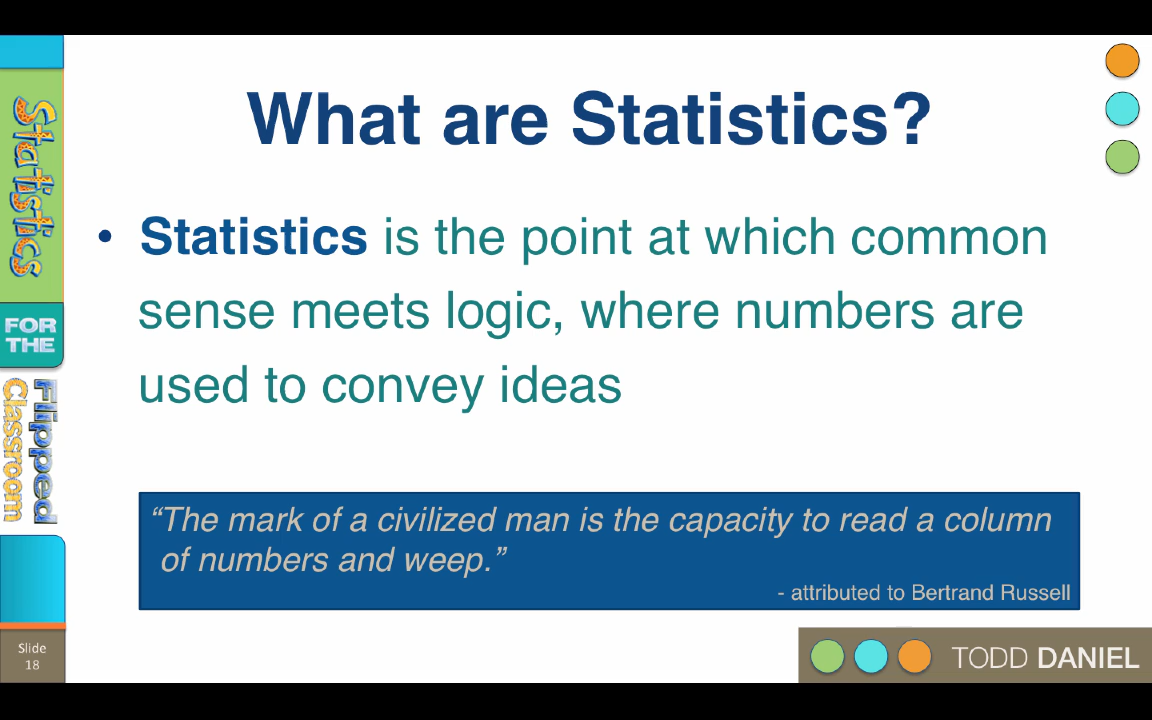 What are Statistics?
• Statistics is the point at which common
sense meets logic, where numbers are
used to convey ideas
“The mark of a civilized man is the capacity to read a column
of numbers and weep.”
- attributed to Bertrand Russell
Statistics
FOR
THE
Flipped
Classroom
Slide
18
TODD DANIEL